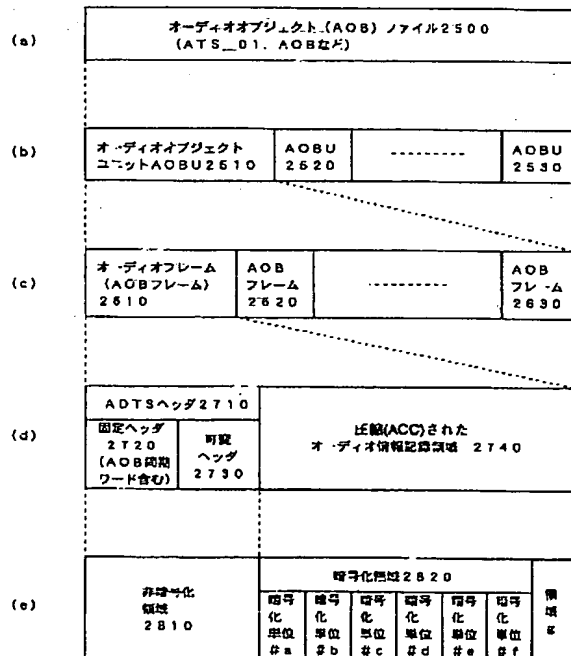 (a)
オーディオオブジェクト(AOB)ファイル2500
(ATS__01．AOBなど)
(b)
オーディオオブジェクト
ユニットAOBU2510
AOBU
2520
AOBU
2530
(c)
オーディオフレーム
(AOBフレーム)
2610
AOB
フレーム
2620
AOB
フレーム
2630
(d)
ADTSヘッダ2710
固定ヘッダ
2720
(AOB同期
ワード含む)
可変
ヘッダ
2730
圧縮(ACC)された
オーディオ情報記録領域 2740
(e)
非暗号化
領域
2810
暗号化領域2820
暗号
化
単位
#a
暗号
化
単位
#b
暗号
化
単位
#c
暗号
化
単位
#d
暗号
化
単位
#e
暗号
化
単位
#f
領
域
g